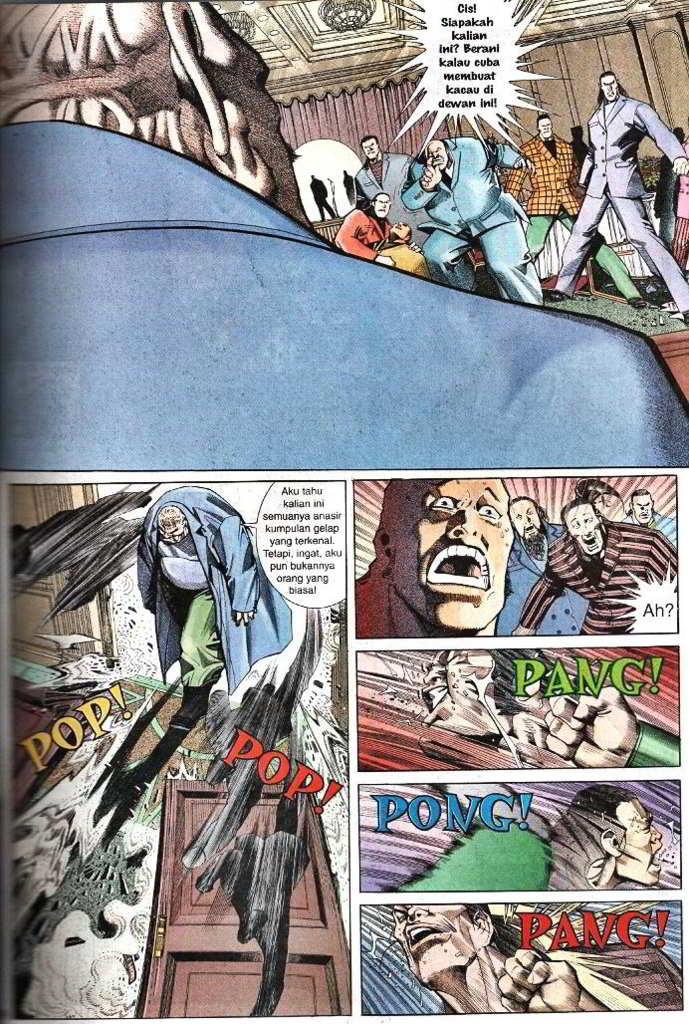 Cis!
Siapakah
kalian
ini? Berani
kalau cuba
membuat
kacau di
dewan ini!
Aku tahu
kalian ini
semuanya anasir
kumpulan gelap
yang terkenal.
Tetapi, ingat, aku
pun bukannya
orang yang
biasa!
POP!
POP!
Ah?
PANG!
PONG!
PANG!